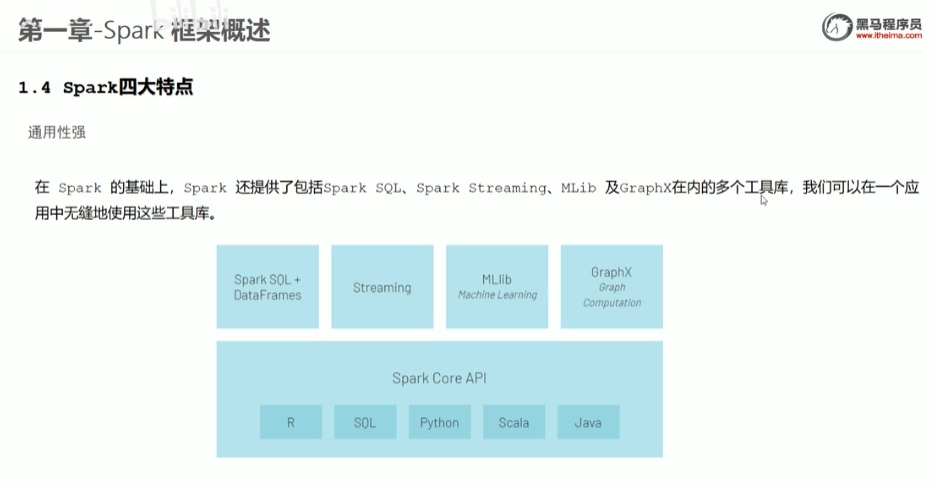 第一章-Spark 框架概述
黑马程序员
www.itheima.com
1.4 Spark四大特点
通用性强
在 Spark 的基础上，Spark 还提供了包括Spark SQL、Spark Streaming、MLib 及GraphX在内的多个工具库，我们可以在一个应
用中无缝地使用这些工具库。
Spark SQL +
DataFrames
Streaming
MLlib
Machine Learning
GraphX
Graph
Computation
Spark Core API
R
SQL
Python
Scala
Java